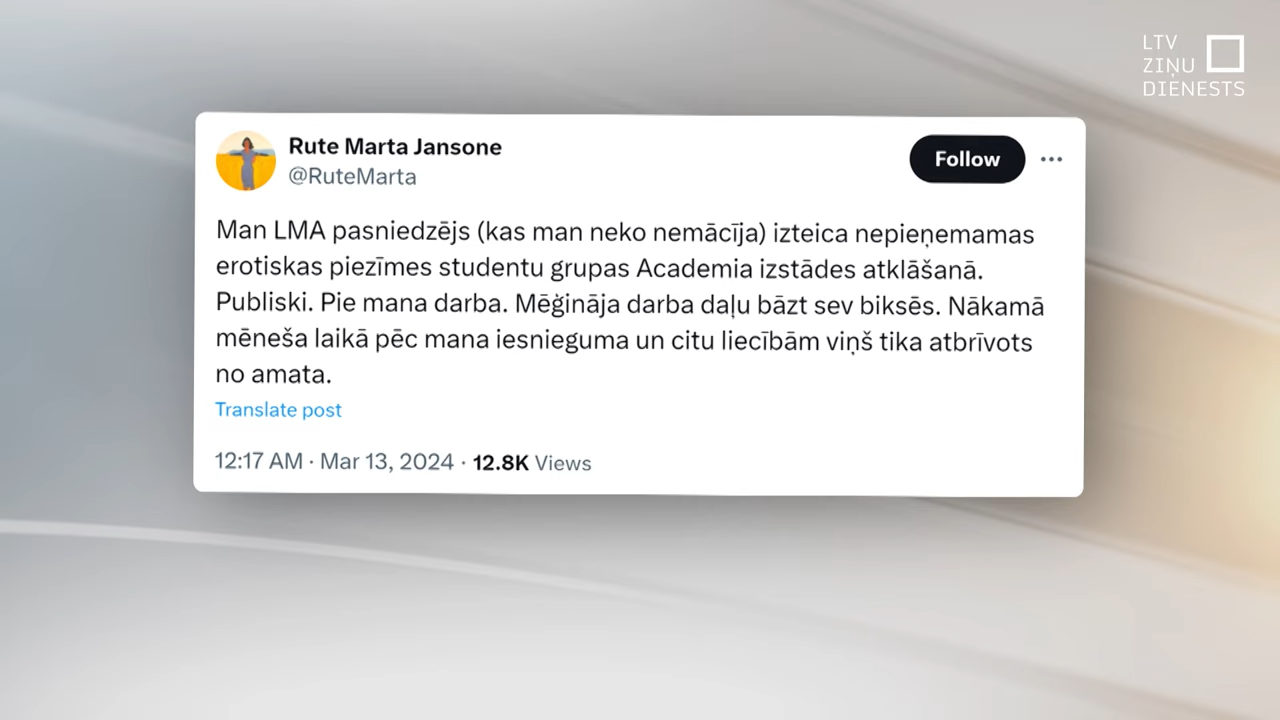 LTV
ZIŅU
DIENESTS
Rute Marta Jansone
@RuteMarta
Follow
Man LMA pasniedzējs (kas man neko nemācīja) izteica nepieņemamas
erotiskas piezīmes studentu grupas Academia izstādes atklāšanā.
Publiski. Pie mana darba. Mēģināja darba daļu bāzt sev biksēs. Nākamā
mēneša laikā pēc mana iesnieguma un citu liecībām viņš tika atbrīvots
no amata.
Translate post
12:17 AM · Mar 13, 2024 · 12.8K Views